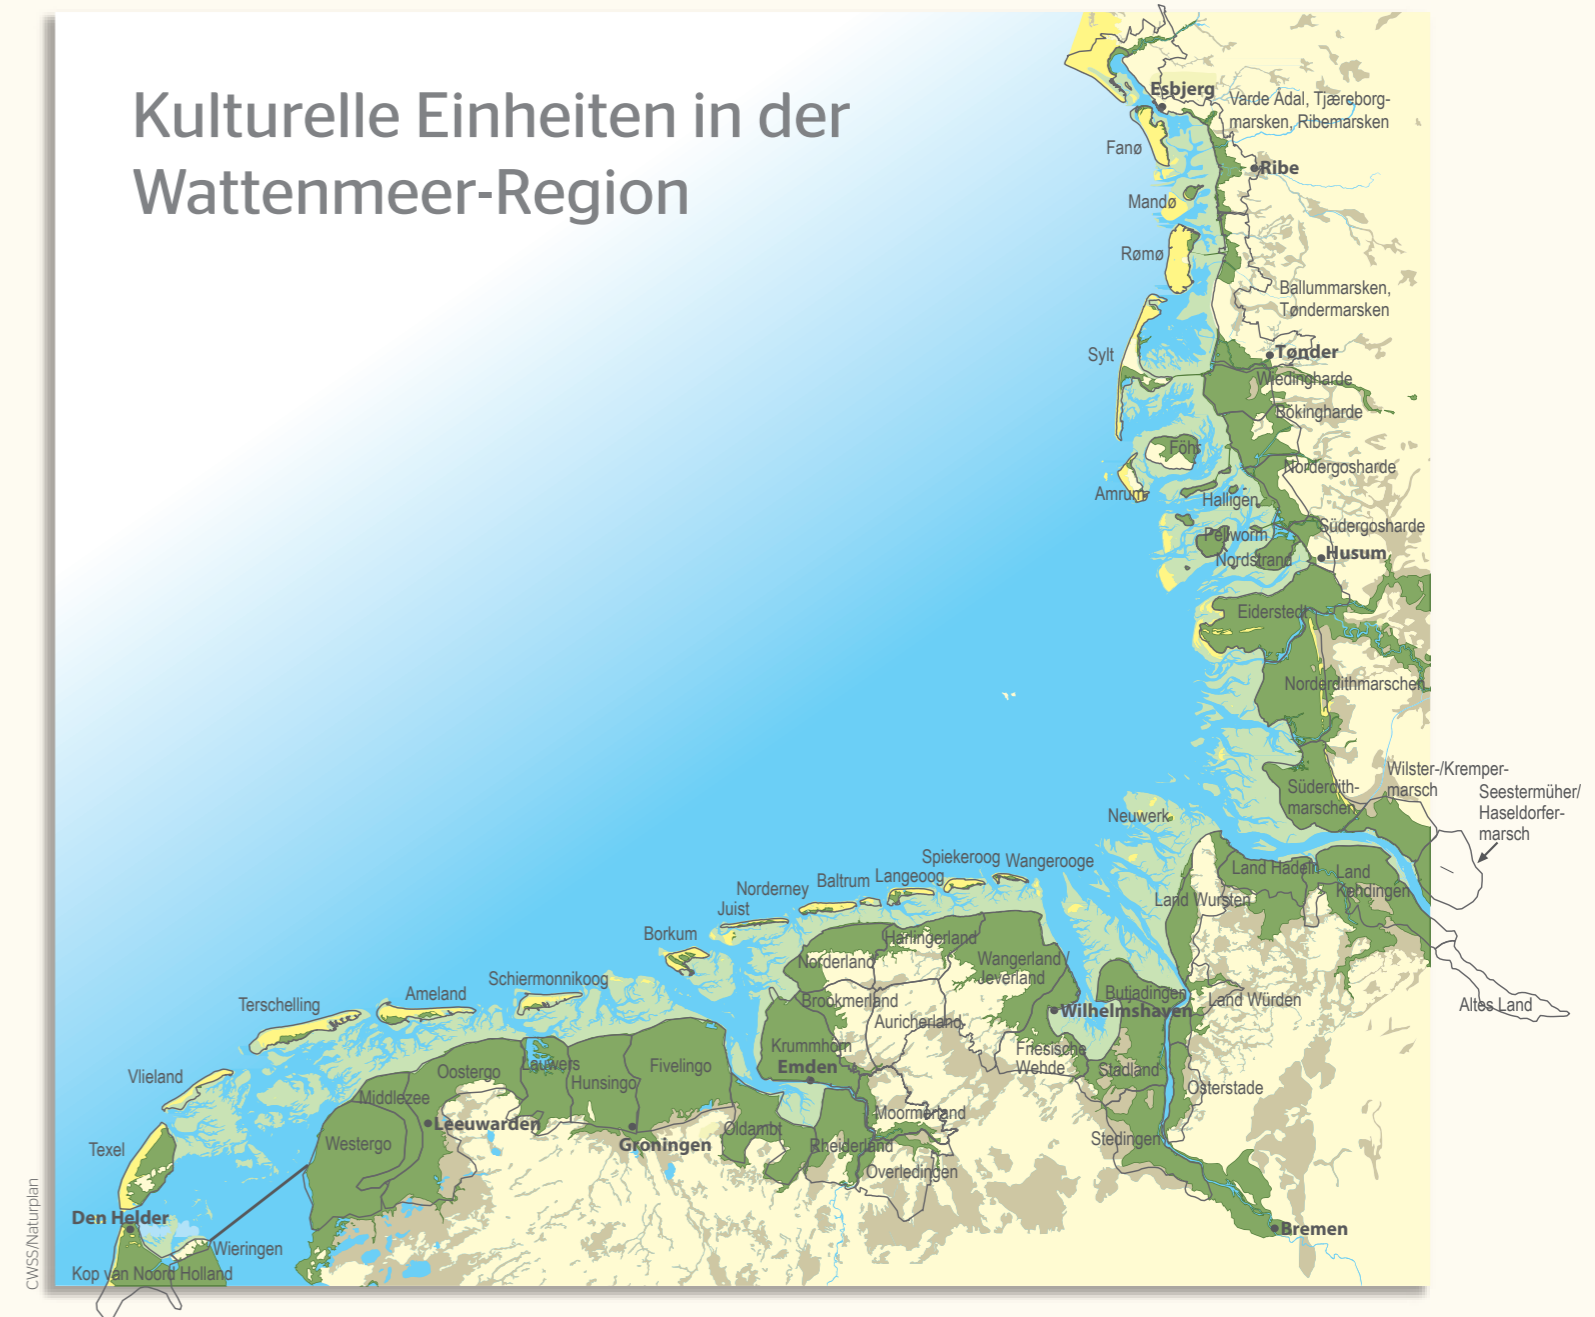 Kulturelle Einheiten in der
Wattenmeer-Region
Esbjerg
Varde Adal, Tjæreborg-
marsken, Ribemarsken
Fanø
Ribe
Mandø
Rømø
Ballummarsken,
Tøndermarsken
Sylt
Tønder
Wiedingharde
Bökingharde
Föhr
Nordergosharde
Amrum
Halligen
Südergosharde
Pellworm
Husum
Nordstrand
Eiderstedt
Norderdithmarschen
Wilster-/Kremper-
marsch
Süderdith-
marschen
Seestermüher/
Haseldorfer-
marsch
Neuwerk
Spiekeroog
Wangerooge
Land Hadeln
Land
Kehdingen
Langeoog
Baltrum
Norderney
Juist
Land Wursten
Borkum
Harlingerland
Wangerland /
Jeverland
Norderland
Schiermonnikoog
Ameland
Terschelling
Butjadingen
Land Würden
Altes Land
Brookmerland
Wilhelmshaven
Auricherland
Krummhörn
Friesische
Wehde
Emden
Stadland
Osterstade
Lauwers
Fivelingo
Oostergo
Hunsingo
Vlieland
Middlezee
Leeuwarden
Moormerland
Groningen
Oldambt
Rheiderland
Stedingen
Westergo
Texel
Overledingen
Den Helder
Bremen
Wieringen
Kop van Noord Holland
CWSS/Naturplan